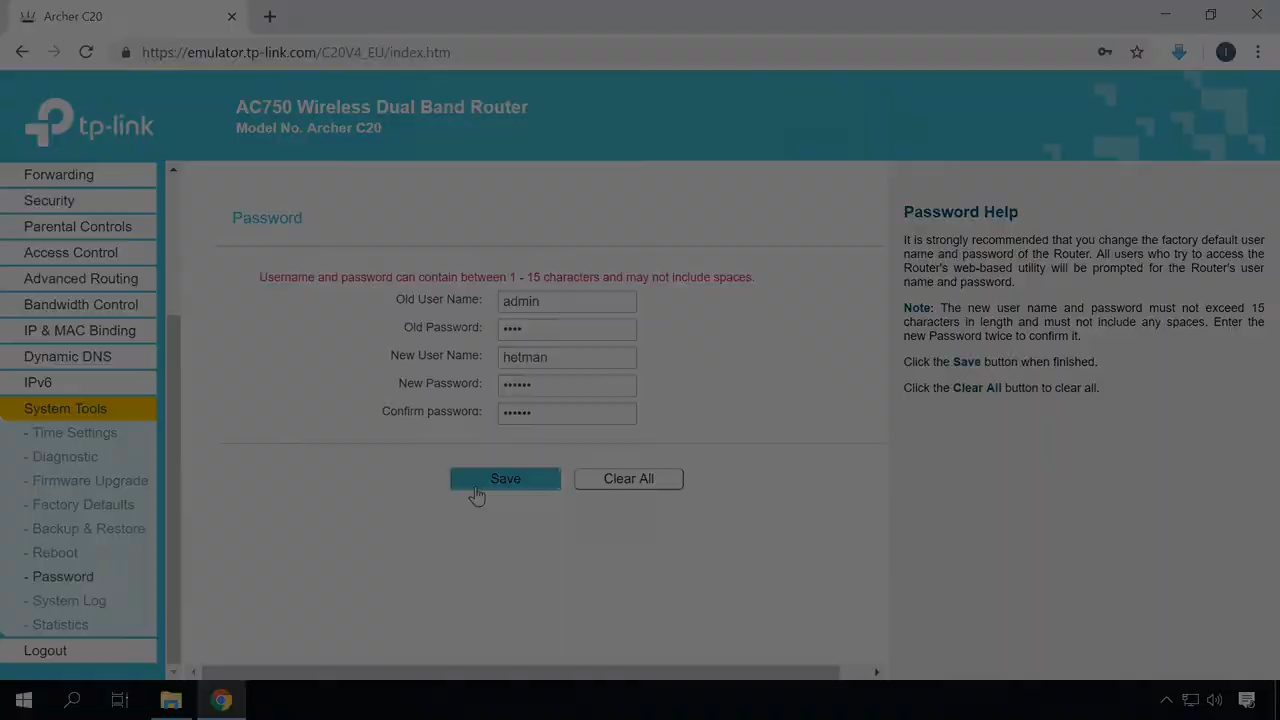 Archer C20
https://emulator.tp-link.com/C20V4_EU/index.htm
I
tp-link
AC750 Wireless Dual Band Router
Model No. Archer C20
Forwarding
Security
Parental Controls
Access Control
Advanced Routing
Bandwidth Control
IP & MAC Binding
Dynamic DNS
IPv6
System Tools
- Time Settings
- Diagnostic
- Firmware Upgrade
- Factory Defaults
- Backup & Restore
- Reboot
- Password
- System Log
- Statistics
Logout
Password
Username and password can contain between 1 - 15 characters and may not include spaces.
Old User Name: admin
Old Password: ••••
New User Name: hetman
New Password: ••••••
Confirm password: ••••••
Save Clear All
Password Help
It is strongly recommended that you change the factory default user
name and password of the Router. All users who try to access the
Router's web-based utility will be prompted for the Router's user
name and password.
Note: The new user name and password must not exceed 15
characters in length and must not include any spaces. Enter the
new Password twice to confirm it.
Click the Save button when finished.
Click the Clear All button to clear all.